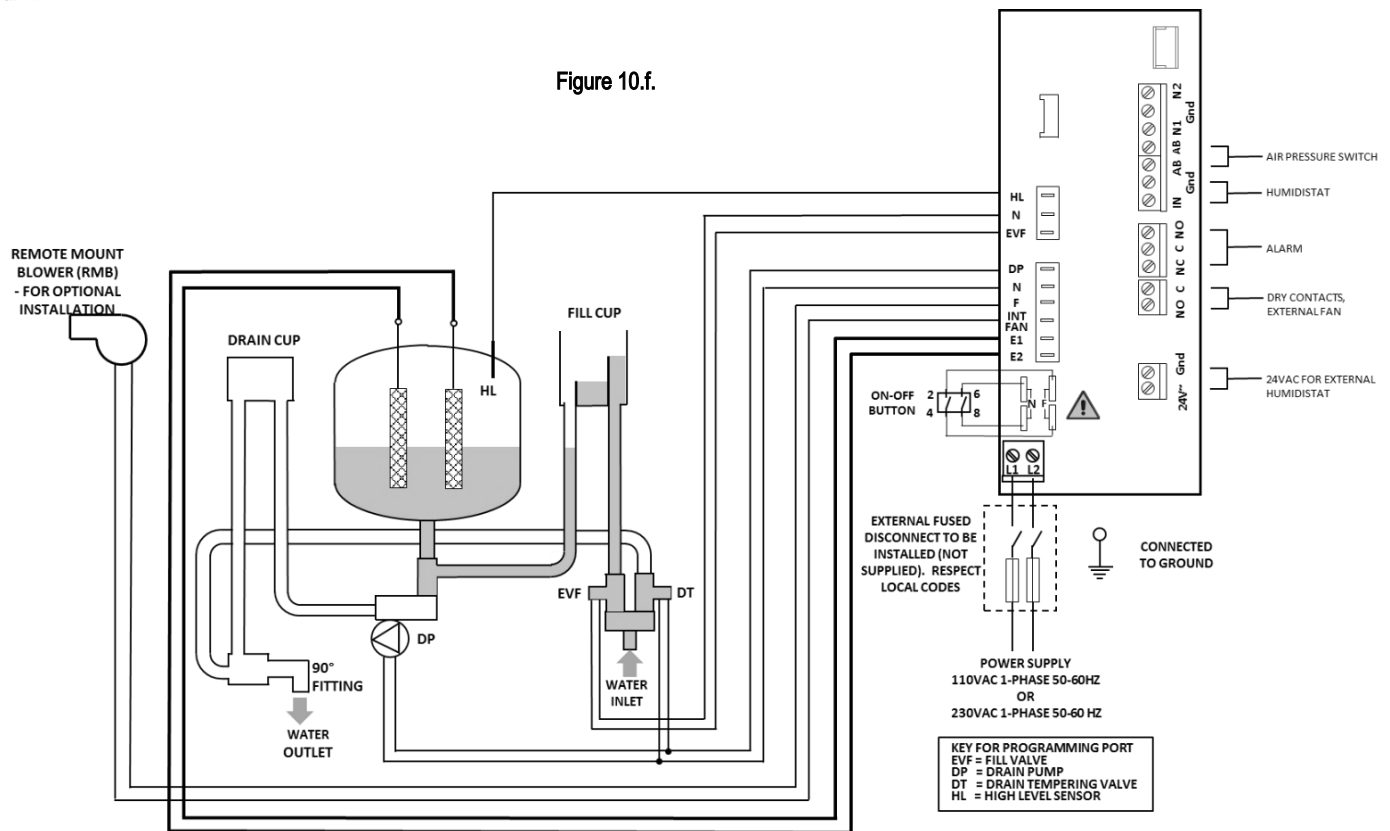 Figure 10.f.
REMOTE MOUNT
BLOWER (RMB)
- FOR OPTIONAL
INSTALLATION
DRAIN CUP
FILL CUP
HL
EVF
DT
DP
90°
FITTING
WATER
OUTLET
WATER
INLET
HL
N
EVF
DP
N
F
INT
FAN
E1
E2
ON-OFF
BUTTON
2
4
6
8
N
F
L1
L2
N2
Gnd
N1
AB
AB
Gnd
IN
NO
C
NC
C
NO
Gnd
24V~
AIR PRESSURE SWITCH
HUMIDISTAT
ALARM
DRY CONTACTS,
EXTERNAL FAN
24VAC FOR EXTERNAL
HUMIDISTAT
EXTERNAL FUSED
DISCONNECT TO BE
INSTALLED (NOT
SUPPLIED). RESPECT
LOCAL CODES
CONNECTED
TO GROUND
POWER SUPPLY
110VAC 1-PHASE 50-60HZ
OR
230VAC 1-PHASE 50-60 HZ
KEY FOR PROGRAMMING PORT
EVF = FILL VALVE
DP = DRAIN PUMP
DT = DRAIN TEMPERING VALVE
HL = HIGH LEVEL SENSOR